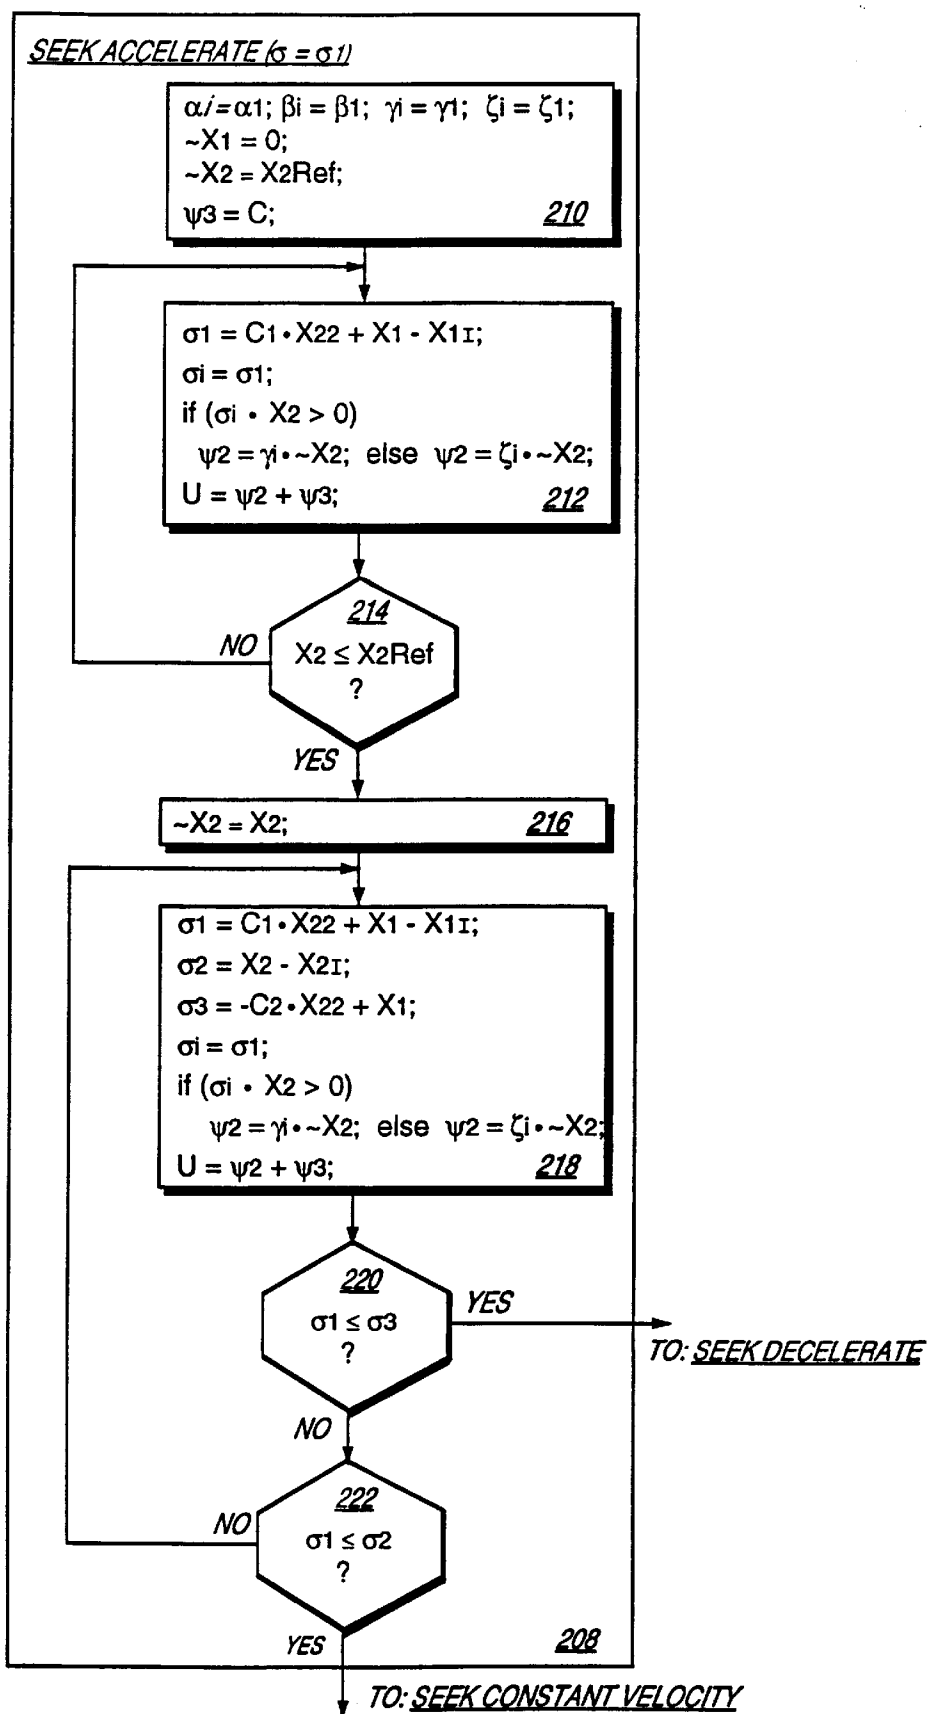 SEEK ACCELERATE (σ = σ1)
αi=α1; βi = β1; γi = γ1; ζi = ζ1;
~X1 = 0;
~X2 = X2Ref;
ψ3 = C;
210
σ1 = C1•X22 + X1 - X1I;
σi = σ1;
if (σi • X2 > 0)
ψ2 = γi•~X2; else ψ2 = ζi•~X2;
U = ψ2 + ψ3;
212
214
NO
X2 ≤ X2Ref
?
YES
~X2 = X2;
216
σ1 = C1•X22 + X1 - X1I;
σ2 = X2 - X2I;
σ3 = -C2•X22 + X1;
σi = σ1;
if (σi • X2 > 0)
ψ2 = γi•~X2; else ψ2 = ζi•~X2;
U = ψ2 + ψ3;
218
220
YES
σ1 ≤ σ3
?
TO: SEEK DECELERATE
NO
222
NO
σ1 ≤ σ2
?
YES
208
TO: SEEK CONSTANT VELOCITY